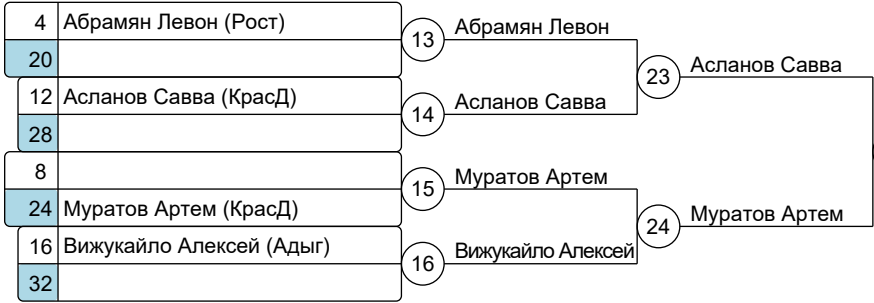 4 Абрамян Левон (Рост)
20
13 Абрамян Левон
12 Асланов Савва (КрасД)
28
14 Асланов Савва
23 Асланов Савва
8
24 Муратов Артем (КрасД)
15 Муратов Артем
16 Вижукайло Алексей (Адыг)
32
16 Вижукайло Алексей
24 Муратов Артем